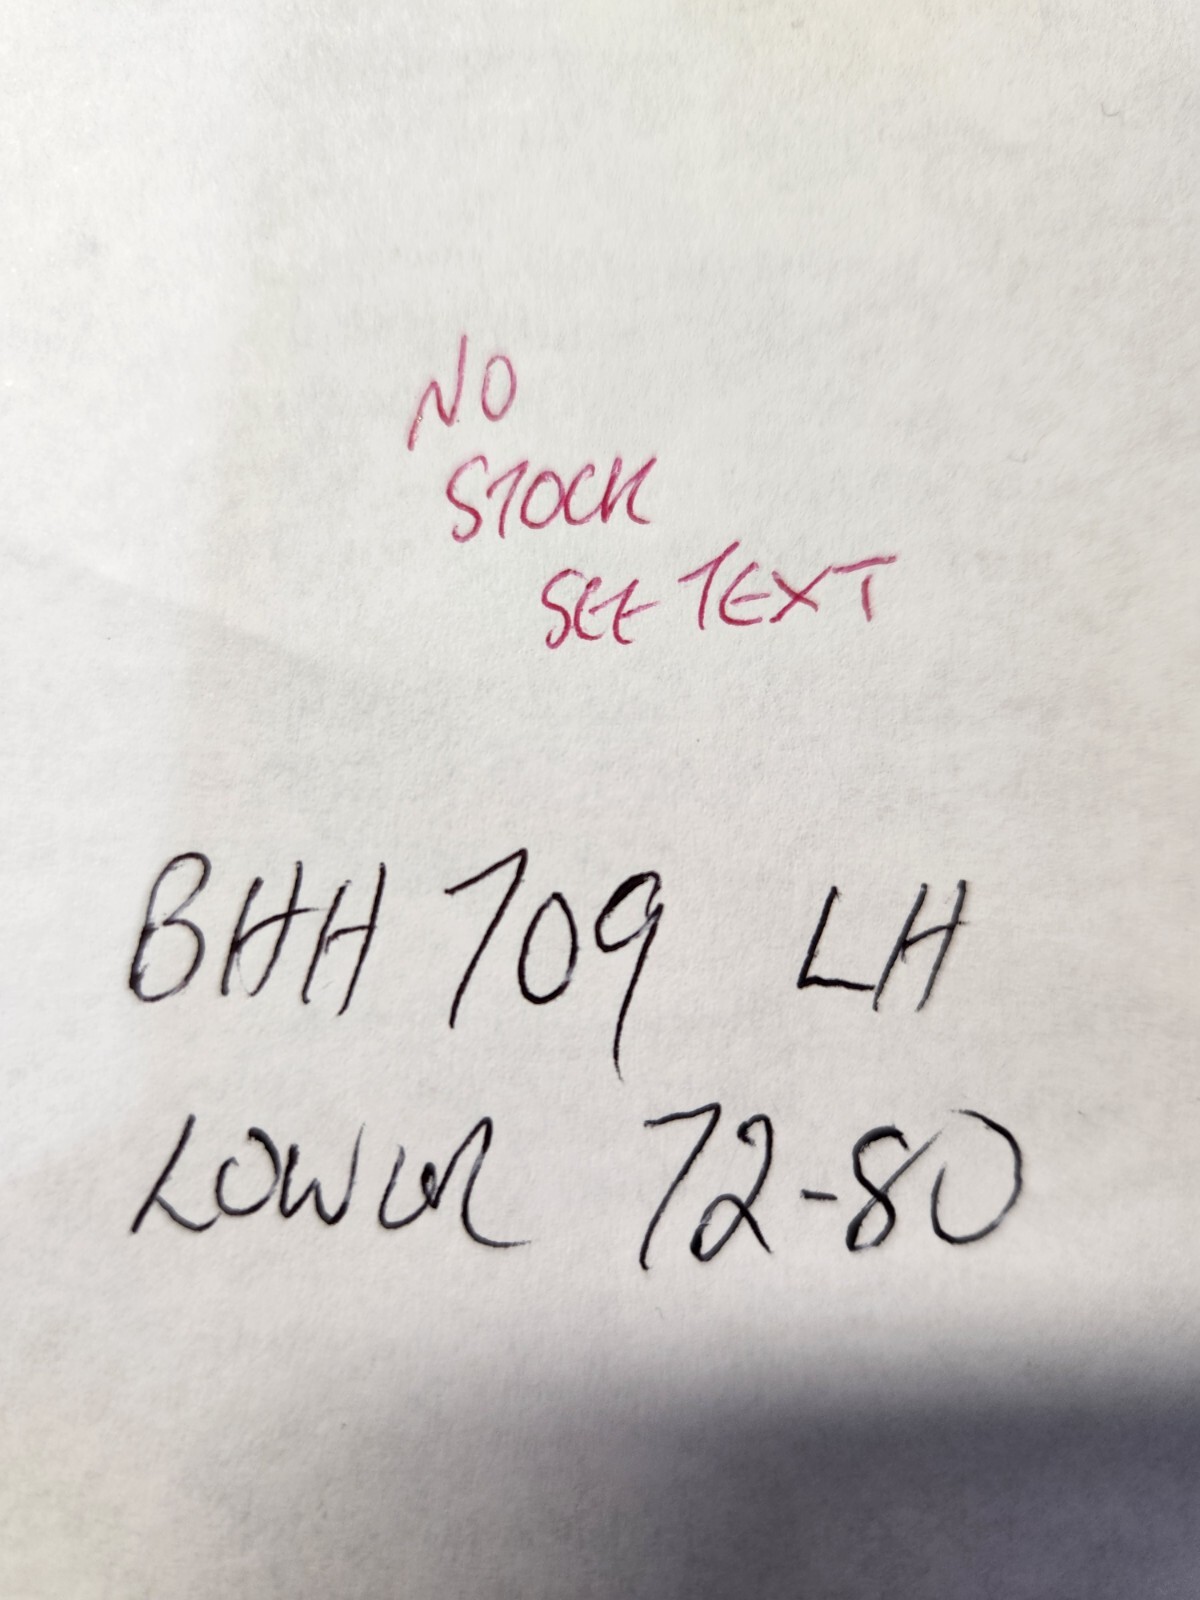 NO
STOCK
SEE TEXT
BHH 709 LH
LOWER 72-80